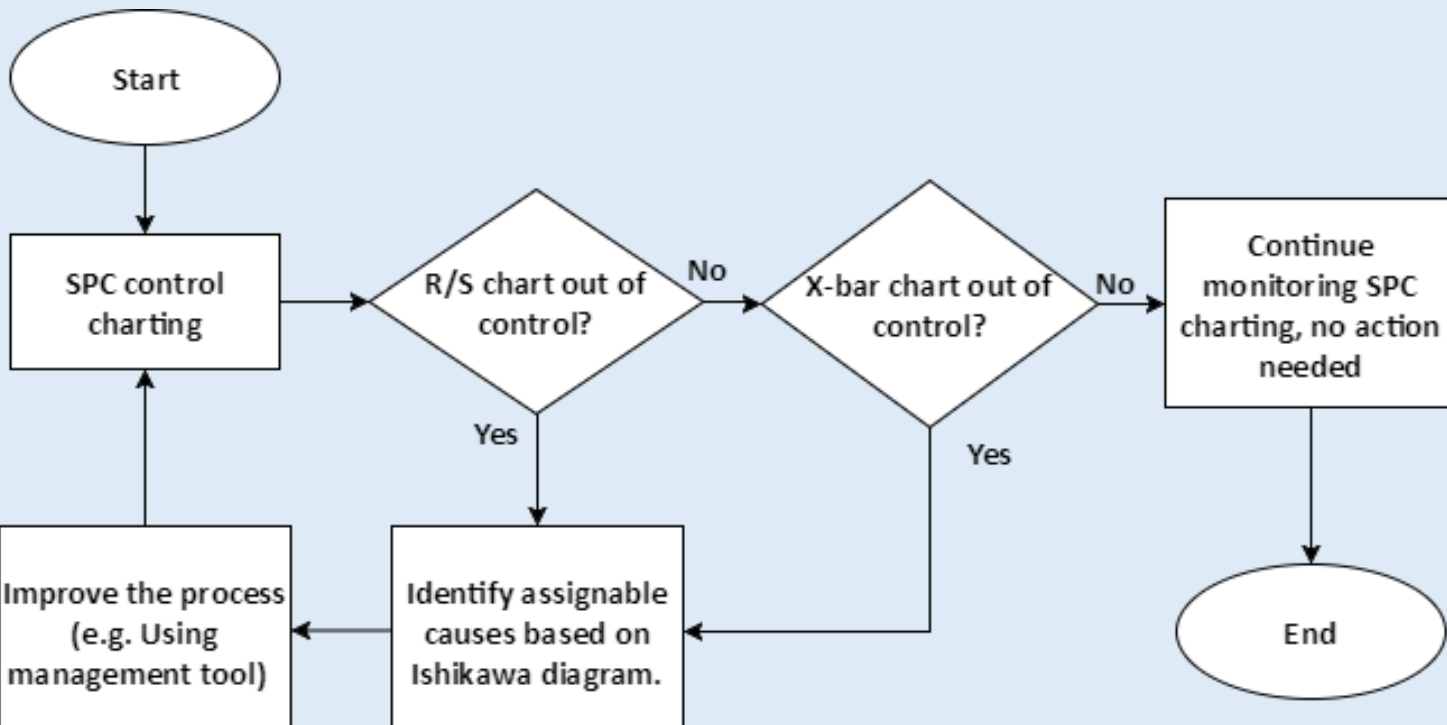 Start
SPC control
charting
R/S chart out of
control?
No
X-bar chart out of
control?
No
Continue
monitoring SPC
charting, no action
needed
Yes
Yes
Improve the process
(e.g. Using
management tool)
Identify assignable
causes based on
Ishikawa diagram.
End